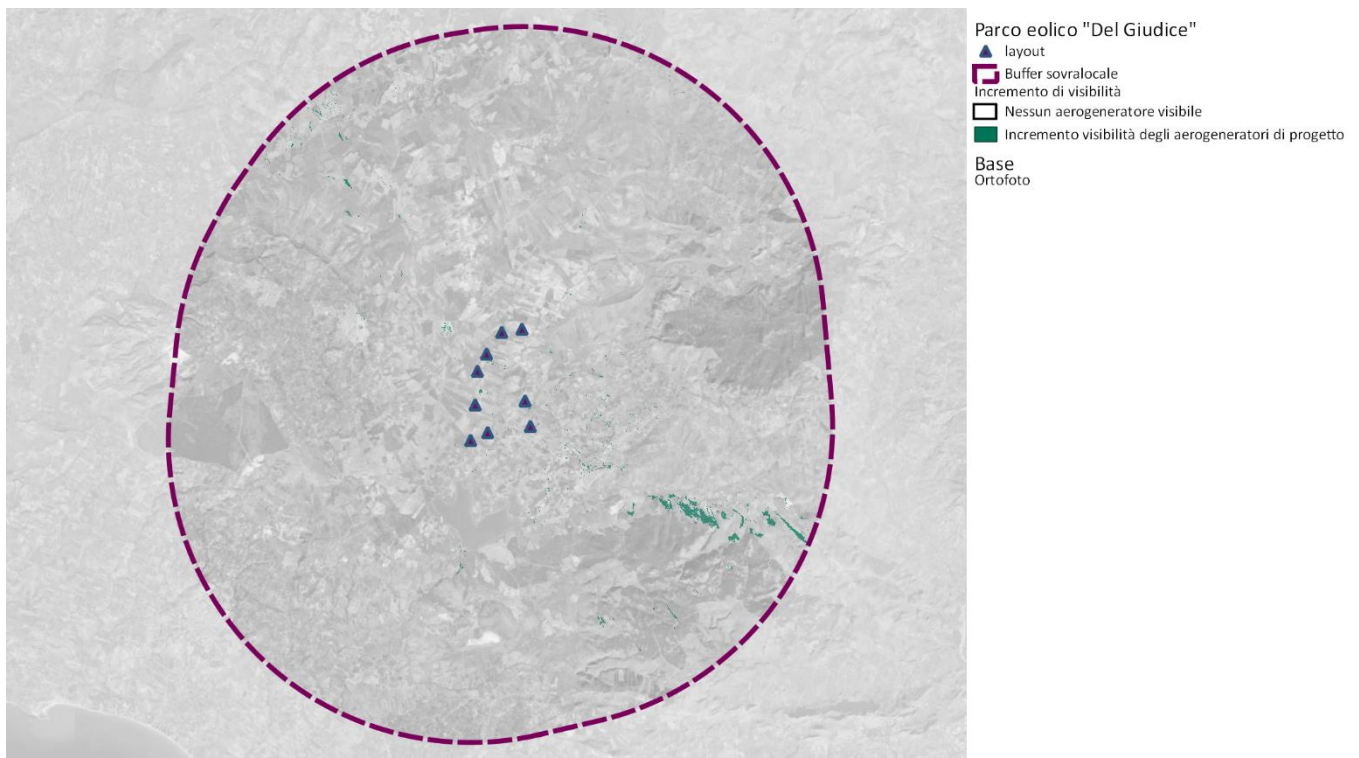 Parco eolico "Del Giudice"
layout
Buffer sovralocale
Incremento di visibilità
Nessun aerogeneratore visibile
Incremento visibilità degli aerogeneratori di progetto
Base
Ortofoto